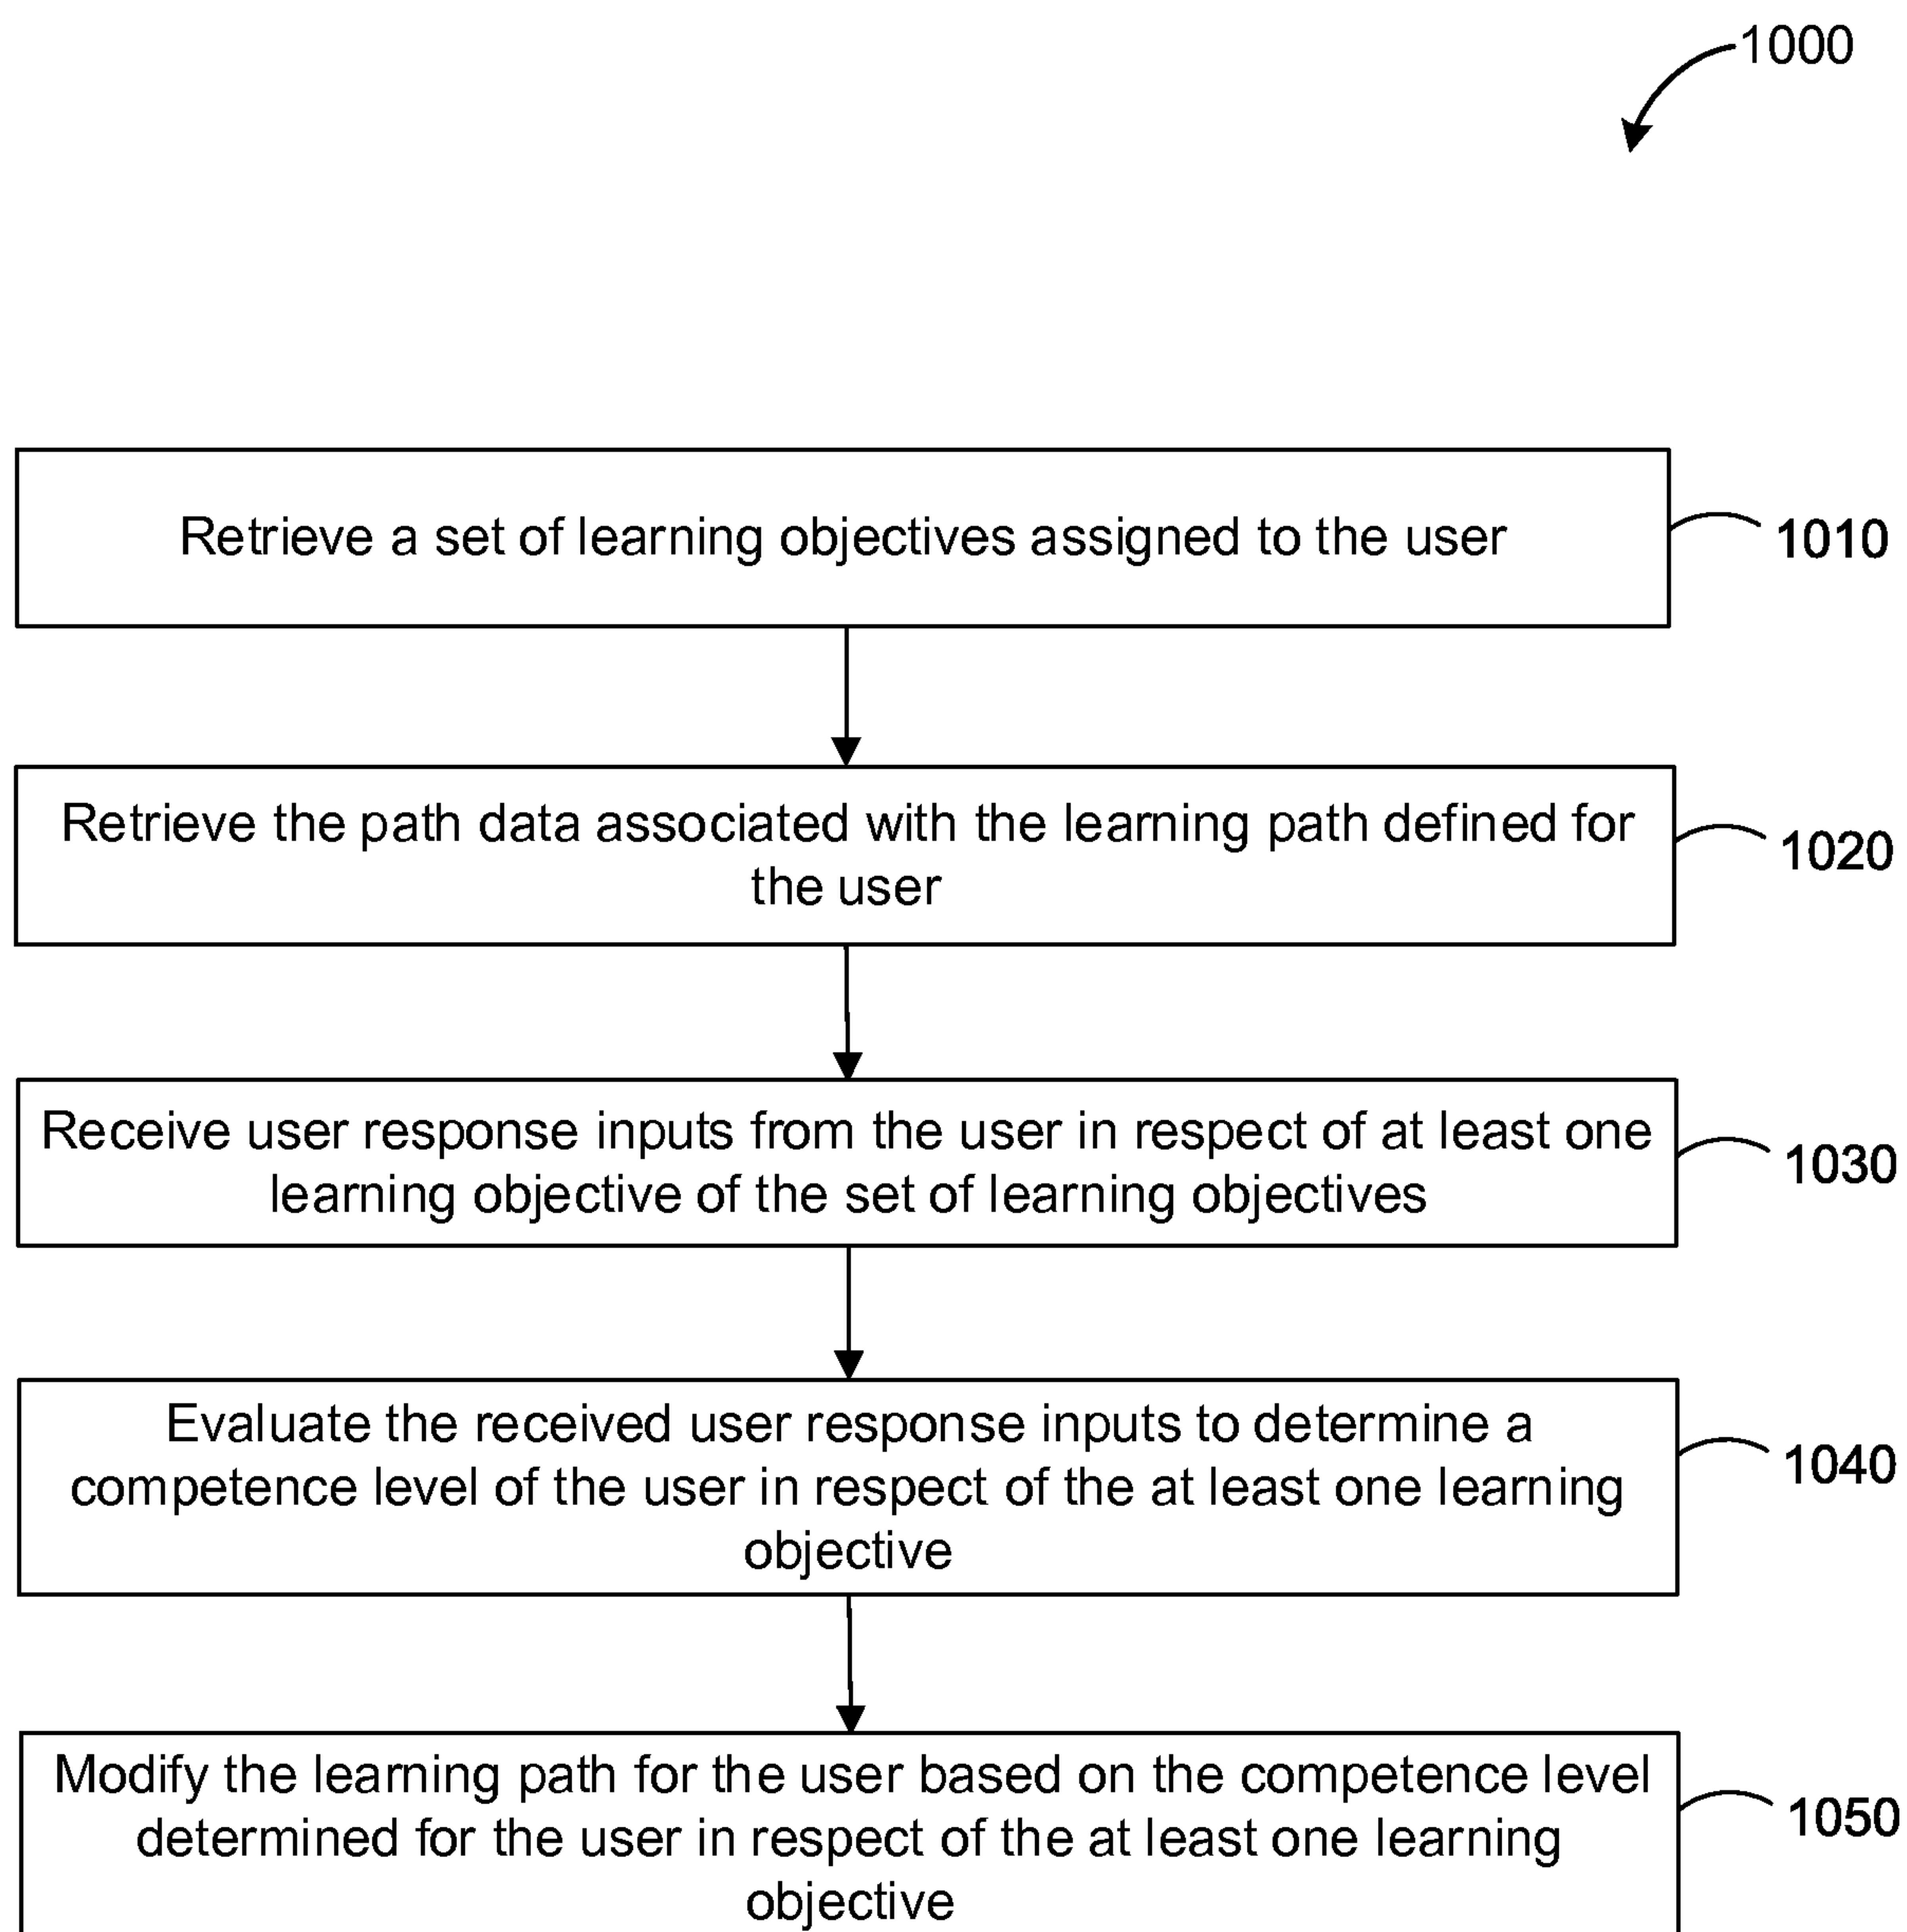 1000
Retrieve a set of learning objectives assigned to the user
1010
Retrieve the path data associated with the learning path defined for
the user
1020
Receive user response inputs from the user in respect of at least one
learning objective of the set of learning objectives
1030
Evaluate the received user response inputs to determine a
competence level of the user in respect of the at least one learning
objective
1040
Modify the learning path for the user based on the competence level
determined for the user in respect of the at least one learning
objective
1050